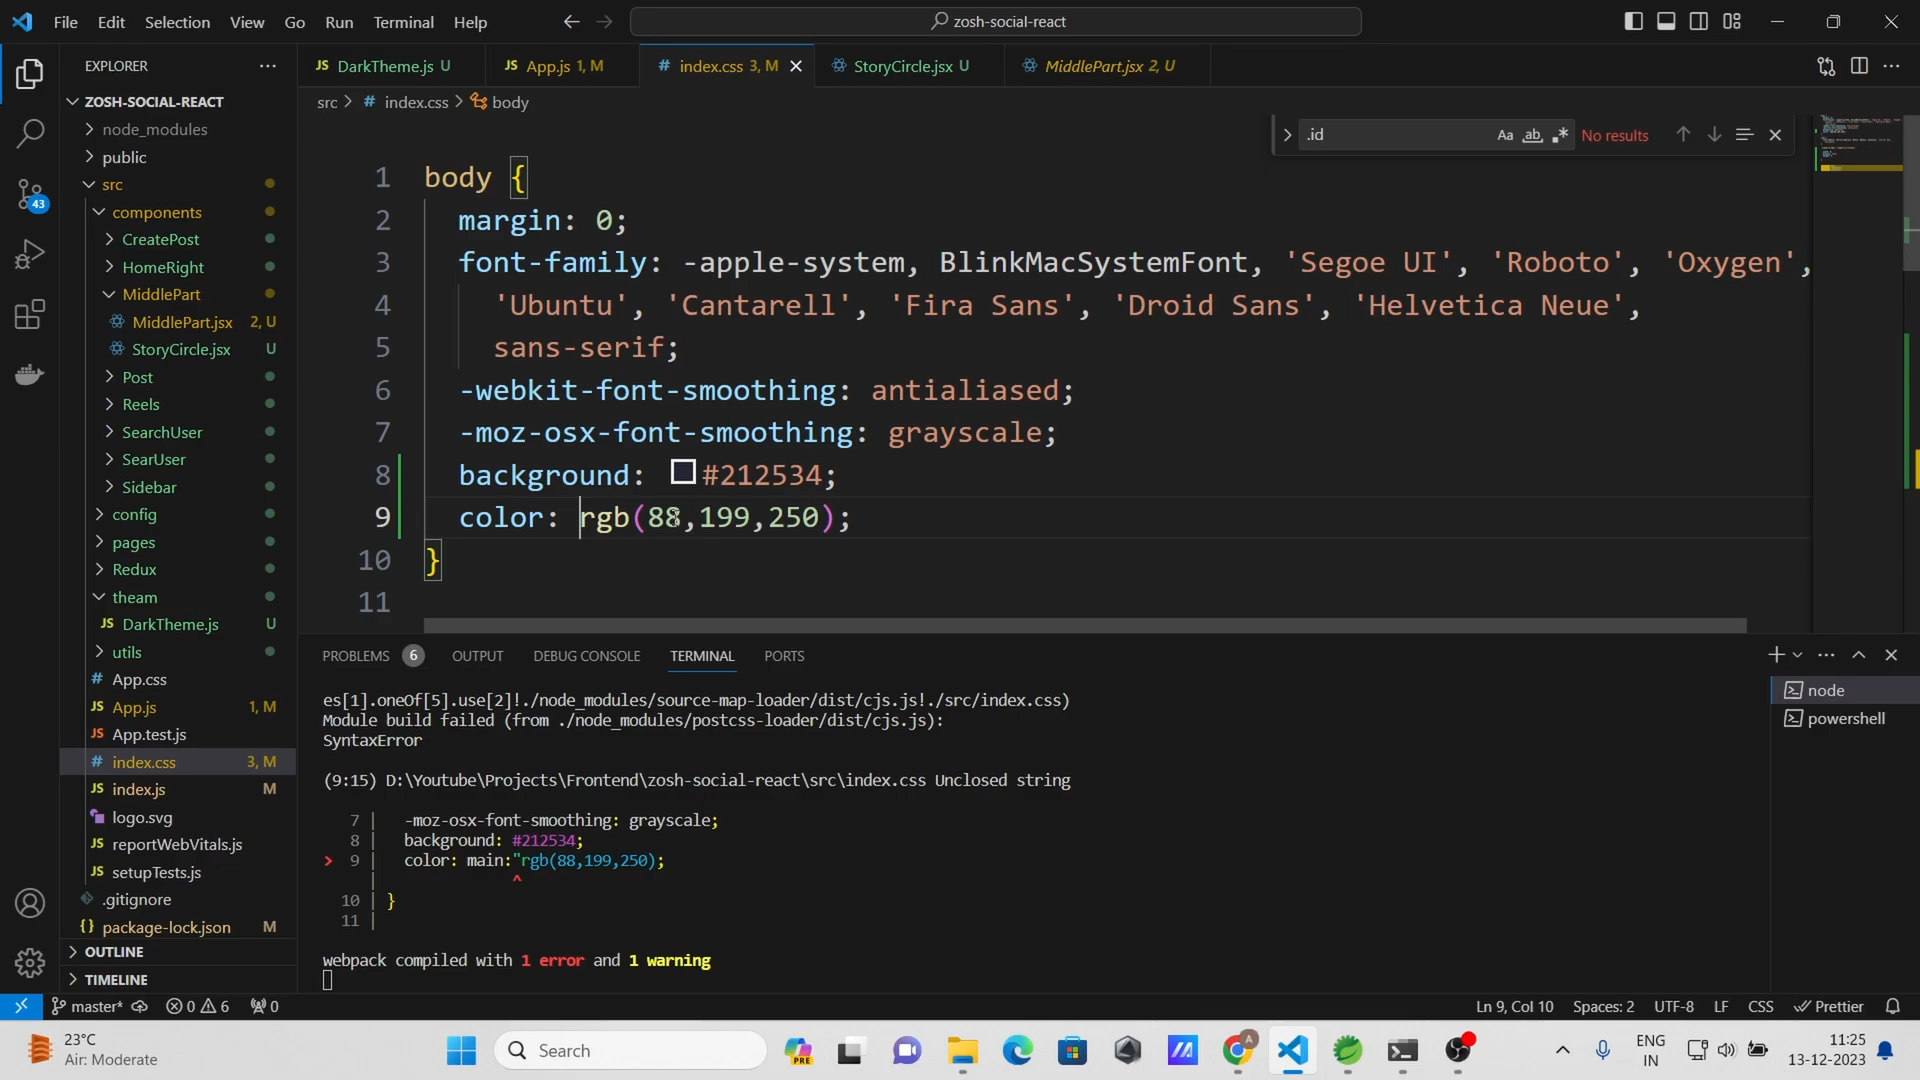 File Edit Selection View Go Run Terminal Help
zosh-social-react
EXPLORER
ZOSH-SOCIAL-REACT
node_modules
public
src
components
CreatePost
HomeRight
MiddlePart
MiddlePart.jsx 2, U
StoryCircle.jsx U
Post
Reels
SearchUser
SearUser
Sidebar
config
pages
Redux
theam
JS DarkTheme.js U
utils
# App.css
JS App.js 1, M
JS App.test.js
# index.css 3, M
JS index.js M
logo.svg
JS reportWebVitals.js
JS setupTests.js
.gitignore
{} package-lock.json M
OUTLINE
TIMELINE
43
JS DarkTheme.js U
JS App.js 1, M
# index.css 3, M
StoryCircle.jsx U
MiddlePart.jsx 2, U
src > # index.css > body
.id Aa ab No results
1 body {
2 margin: 0;
3 font-family: -apple-system, BlinkMacSystemFont, 'Segoe UI', 'Roboto', 'Oxygen',
4 'Ubuntu', 'Cantarell', 'Fira Sans', 'Droid Sans', 'Helvetica Neue',
5 sans-serif;
6 -webkit-font-smoothing: antialiased;
7 -moz-osx-font-smoothing: grayscale;
8 background: #212534;
9 color: rgb(88,199,250);
10 }
11
PROBLEMS 6 OUTPUT DEBUG CONSOLE TERMINAL PORTS
es[1].oneOf[5].use[2]!./node_modules/source-map-loader/dist/cjs.js!./src/index.css)
Module build failed (from ./node_modules/postcss-loader/dist/cjs.js):
SyntaxError
(9:15) D:\Youtube\Projects\Frontend\zosh-social-react\src\index.css Unclosed string
7 | -moz-osx-font-smoothing: grayscale;
8 | background: #212534;
> 9 | color: main:"rgb(88,199,250);
| ^
10 | }
11 |
webpack compiled with 1 error and 1 warning
node
powershell
master* 0 6 0
Ln 9, Col 10 Spaces: 2 UTF-8 LF CSS Prettier
23°C
Air: Moderate
Search
PRE
A
ENG
IN
11:25
13-12-2023